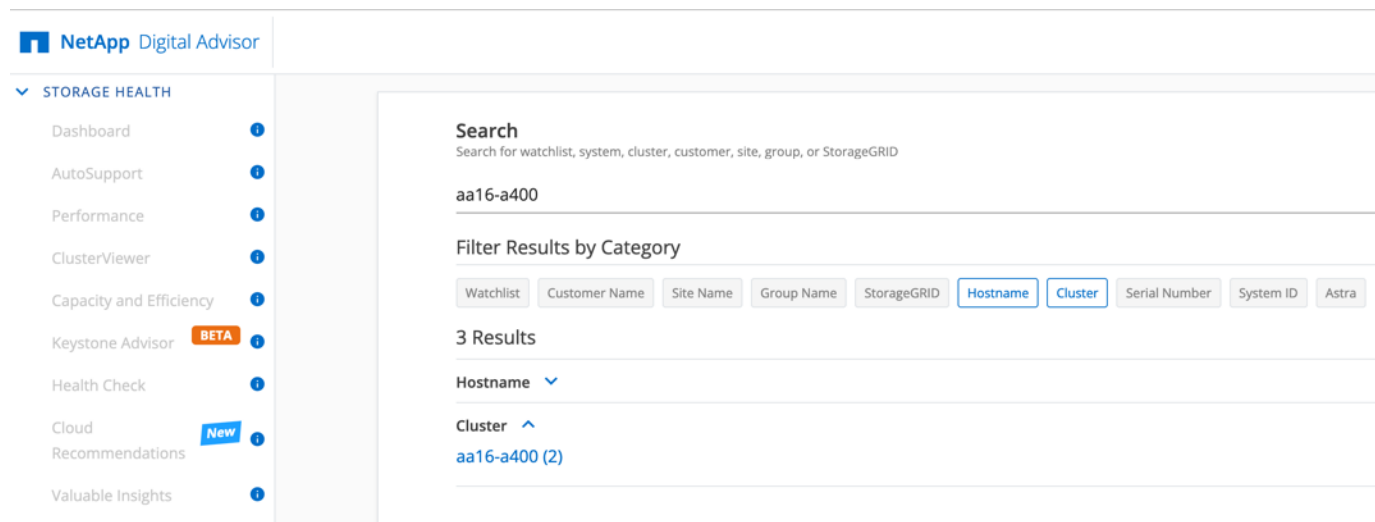 NetApp Digital Advisor
STORAGE HEALTH
Dashboard
AutoSupport
Performance
ClusterViewer
Capacity and Efficiency
Keystone Advisor BETA
Health Check
Cloud
Recommendations New
Valuable Insights
Search
Search for watchlist, system, cluster, customer, site, group, or StorageGRID
aa16-a400
Filter Results by Category
Watchlist Customer Name Site Name Group Name StorageGRID Hostname Cluster Serial Number System ID Astra
3 Results
Hostname
Cluster
aa16-a400 (2)